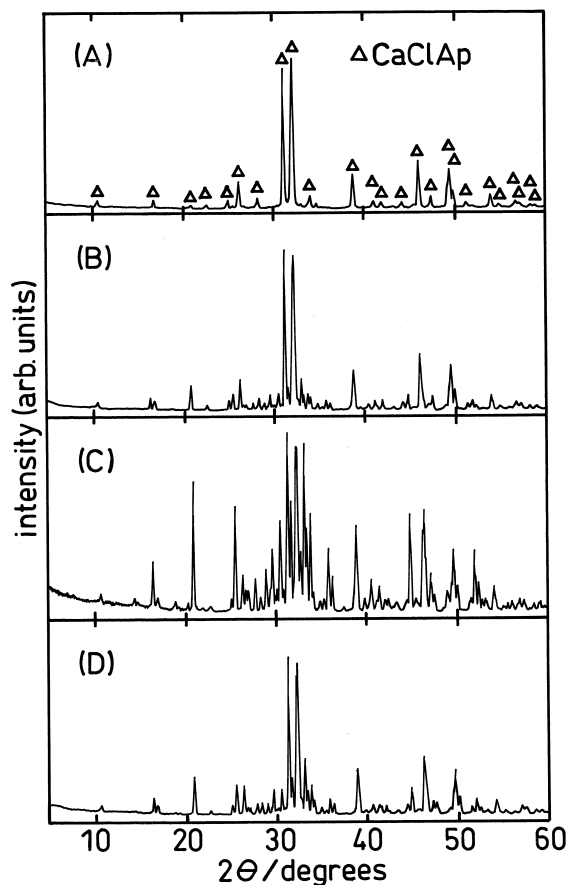 (A)
△ CaClAp
(B)
(C)
(D)
intensity (arb. units)
10 20 30 40 50 60
2Θ/degrees